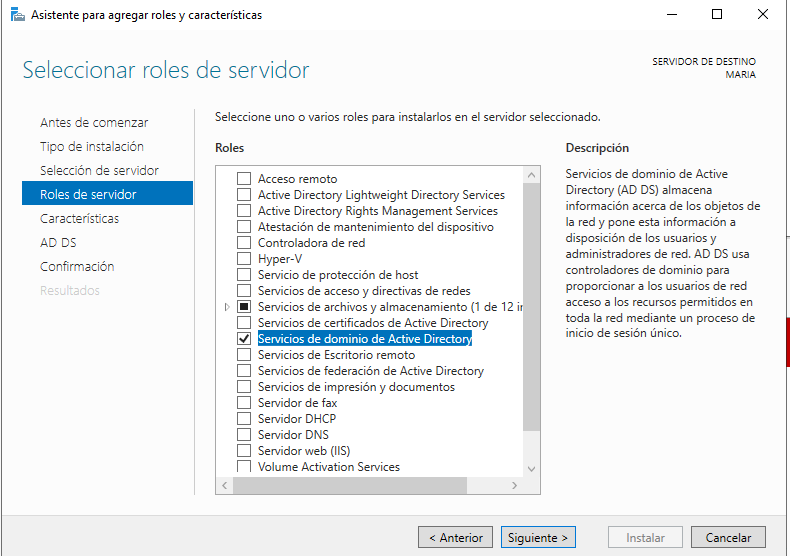 Asistente para agregar roles y características
Seleccionar roles de servidor
SERVIDOR DE DESTINO
MARIA
Antes de comenzar
Tipo de instalación
Selección de servidor
Roles de servidor
Características
AD DS
Confirmación
Resultados
Seleccione uno o varios roles para instalarlos en el servidor seleccionado.
Roles
Acceso remoto
Active Directory Lightweight Directory Services
Active Directory Rights Management Services
Atestación de mantenimiento del dispositivo
Controladora de red
Hyper-V
Servicio de protección de host
Servicios de acceso y directivas de redes
Servicios de archivos y almacenamiento (1 de 12 in
Servicios de certificados de Active Directory
Servicios de dominio de Active Directory
Servicios de Escritorio remoto
Servicios de federación de Active Directory
Servicios de impresión y documentos
Servidor de fax
Servidor DHCP
Servidor DNS
Servidor web (IIS)
Volume Activation Services
Descripción
Servicios de dominio de Active
Directory (AD DS) almacena
información acerca de los objetos de
la red y pone esta información a
disposición de los usuarios y
administradores de red. AD DS usa
controladores de dominio para
proporcionar a los usuarios de red
acceso a los recursos permitidos en
toda la red mediante un proceso de
inicio de sesión único.
< Anterior
Siguiente >
Instalar
Cancelar